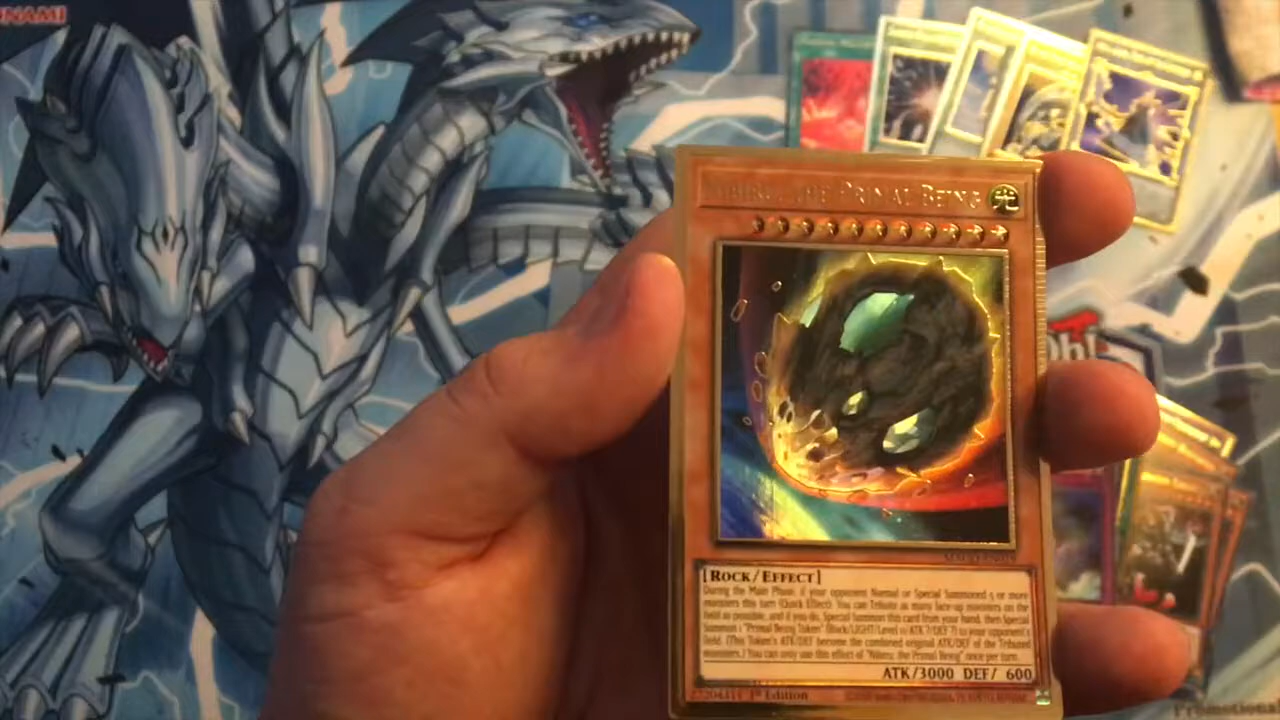 KONAMI
Nibiru, the Primal Being
光
Oh!
[Rock/Effect]
During the Main Phase, if your opponent Normal or Special Summoned 5 or more
monsters this turn (Quick Effect): You can Tribute as many face-up monsters on the
field as possible, and if you do, Special Summon this card from your hand, then Special
Summon 1 "Primal Being Token" (Rock/LIGHT/Level 11/ATK ?/DEF ?) to your opponent's
field. (This Token's ATK/DEF become the combined original ATK/DEF of the Tributed
monsters.) You can only use this effect of "Nibiru, the Primal Being" once per turn.
ATK/3000 DEF/ 600
27204311 1st Edition
Promotional